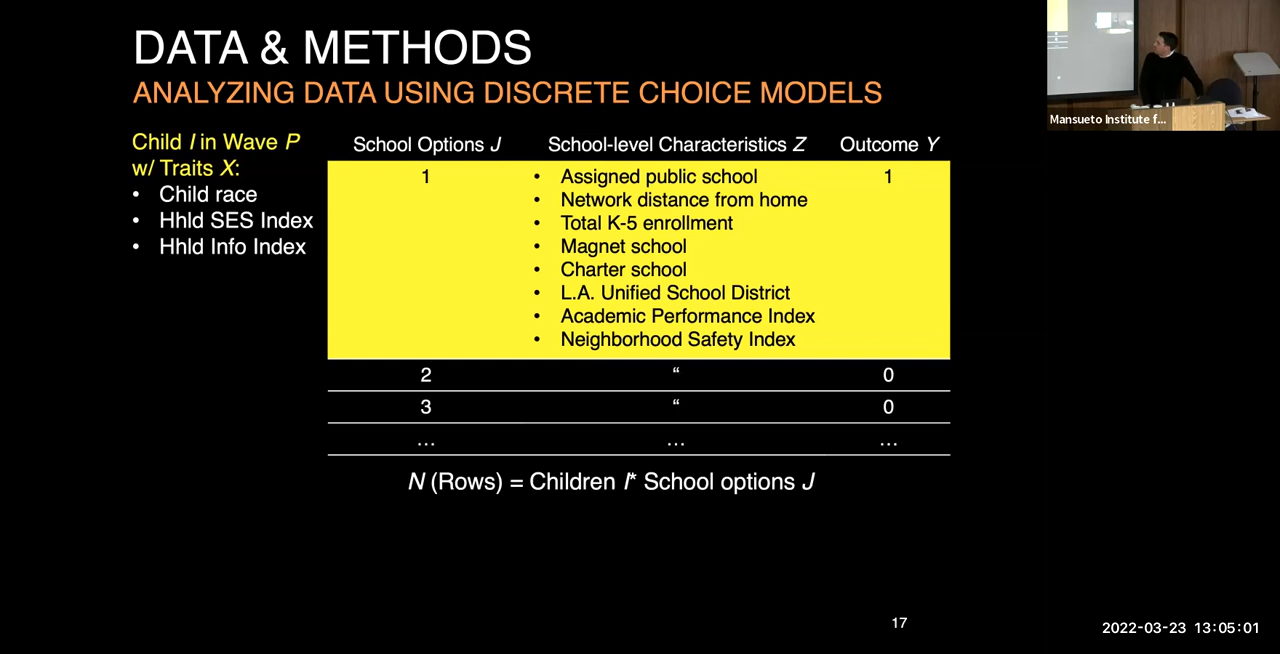 DATA & METHODS
ANALYZING DATA USING DISCRETE CHOICE MODELS
Child I in Wave P
w/ Traits X:
• Child race
• Hhld SES Index
• Hhld Info Index
School Options J School-level Characteristics Z Outcome Y
1
• Assigned public school
• Network distance from home
• Total K-5 enrollment
• Magnet school
• Charter school
• L.A. Unified School District
• Academic Performance Index
• Neighborhood Safety Index
1
2 “ 0
3 “ 0
... ... ...
N (Rows) = Children I* School options J
17
Mansueto Institute f...
2022-03-23 13:05:01